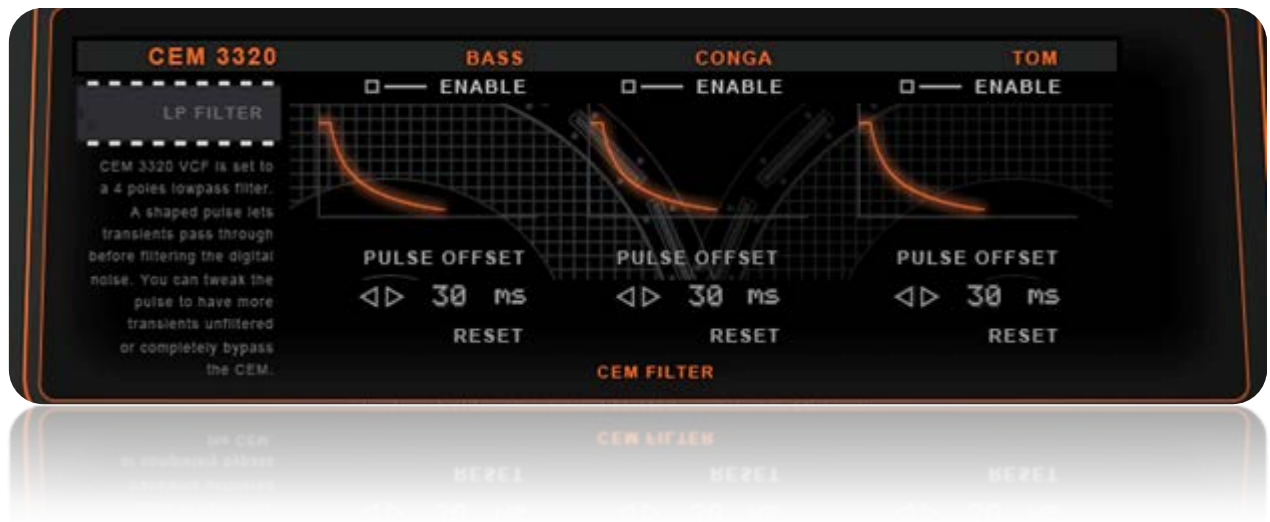 CEM 3320 BASS CONGA TOM
ENABLE ENABLE ENABLE
LP FILTER
CEM 3320 VCF is set to
a 4 poles lowpass filter.
A shaped pulse lets
transients pass through
before filtering the digital
noise. You can tweak the
pulse to have more
transients unfiltered
or completely bypass
the CEM.
PULSE OFFSET PULSE OFFSET PULSE OFFSET
30 ms 30 ms 30 ms
RESET RESET RESET
CEM FILTER